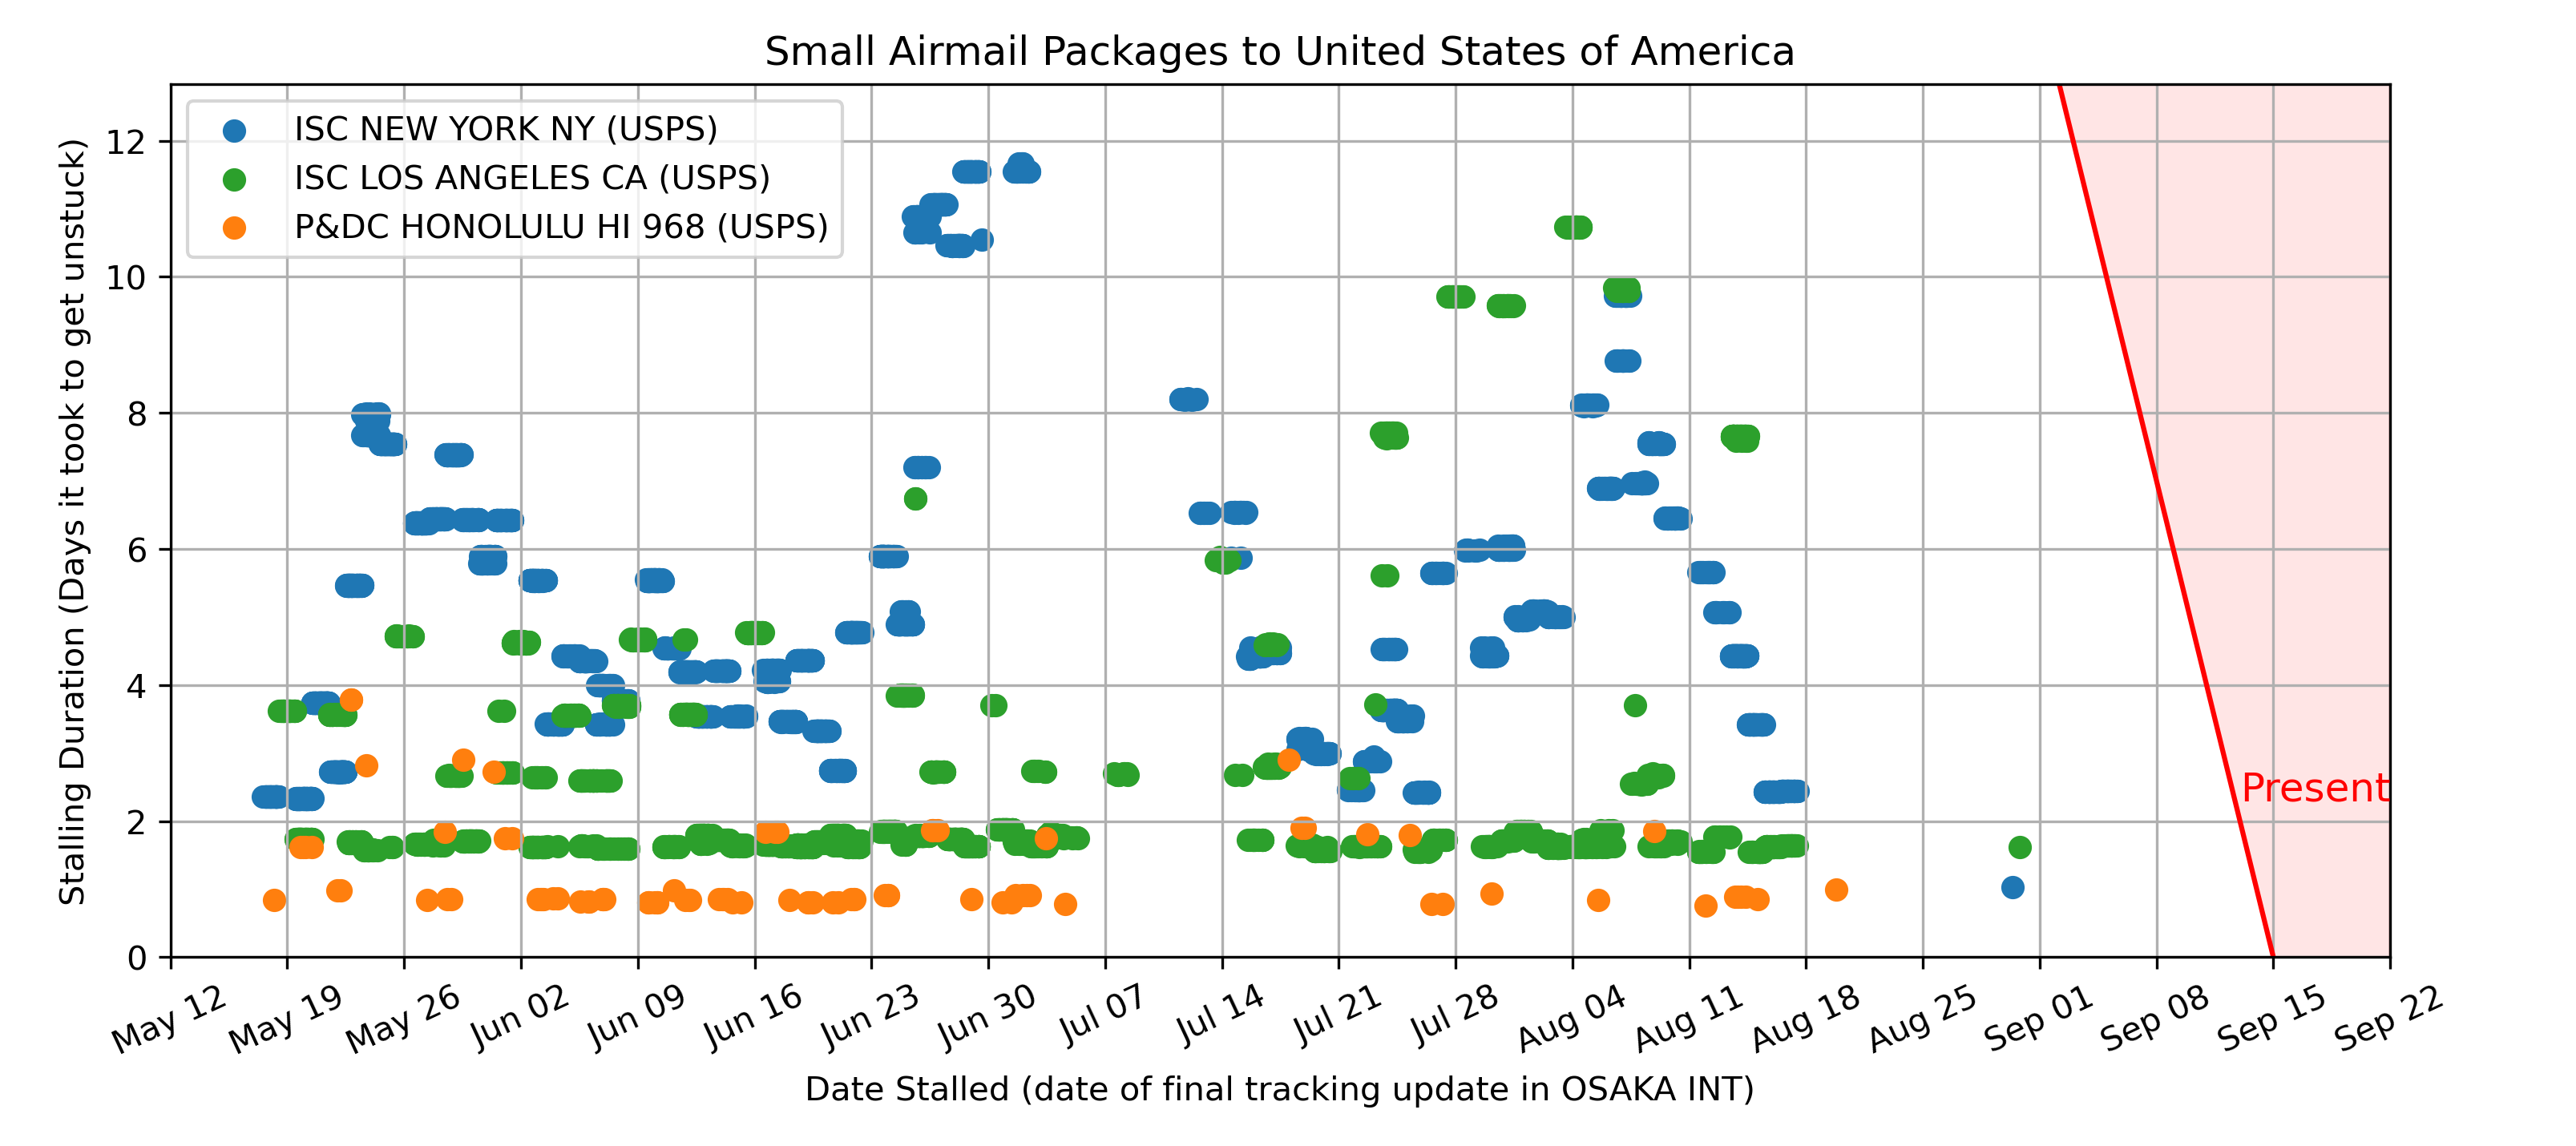 Small Airmail Packages to United States of America
ISC NEW YORK NY (USPS)
ISC LOS ANGELES CA (USPS)
P&DC HONOLULU HI 968 (USPS)
Stalling Duration (Days it took to get unstuck)
12
10
8
6
4
2
0
Present
May 12
May 19
May 26
Jun 02
Jun 09
Jun 16
Jun 23
Jun 30
Jul 07
Jul 14
Jul 21
Jul 28
Aug 04
Aug 11
Aug 18
Aug 25
Sep 01
Sep 08
Sep 15
Sep 22
Date Stalled (date of final tracking update in OSAKA INT)